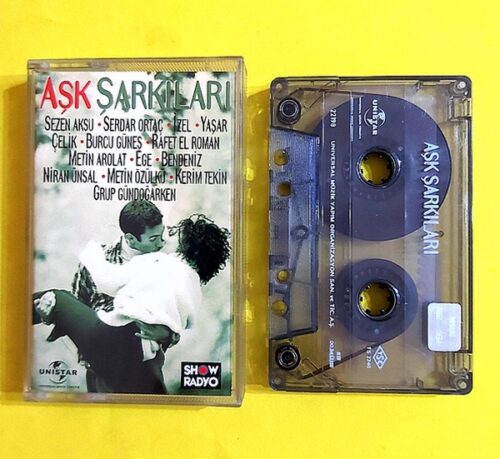 AŞK ŞARKILARI
SEZEN AKSU • SERDAR ORTAÇ • İZEL • YAŞAR
ÇELİK • BURCU GÜNEŞ • RAFET EL ROMAN
METİN AROLAT • EGE • BENDENİZ
NİRAN ÜNSAL • METİN ÖZÜLKÜ • KERİM TEKİN
GRUP GÜNDOĞARKEN
UNISTAR
SHOW
RADYO
UNISTAR
AŞK ŞARKILARI
UNIVERSAL MÜZİK YAPIM ORGANİZASYON SAN. ve TİC. A.Ş.
TSE